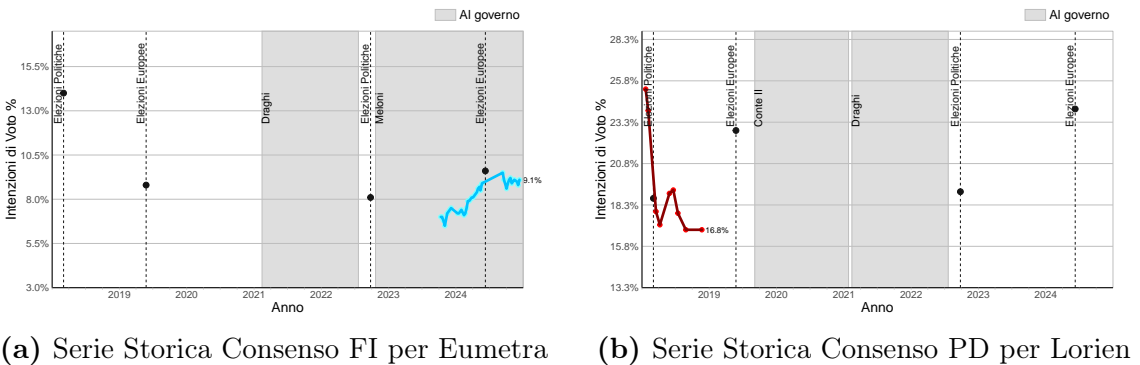 Al governo
Intenzioni di Voto %
15.5%
13.0%
10.5%
8.0%
5.5%
3.0%
Elezioni Politiche
Elezioni Europee
Draghi
Elezioni Politiche
Meloni
Elezioni Europee
9.1%
2019 2020 2021 2022 2023 2024
Anno
(a) Serie Storica Consenso FI per Eumetra
Al governo
Intenzioni di Voto %
28.3%
25.8%
23.3%
20.8%
18.3%
15.8%
13.3%
Elezioni Politiche
Elezioni Europee
Conte II
Draghi
Elezioni Politiche
Elezioni Europee
16.8%
2019 2020 2021 2022 2023 2024
Anno
(b) Serie Storica Consenso PD per Lorien